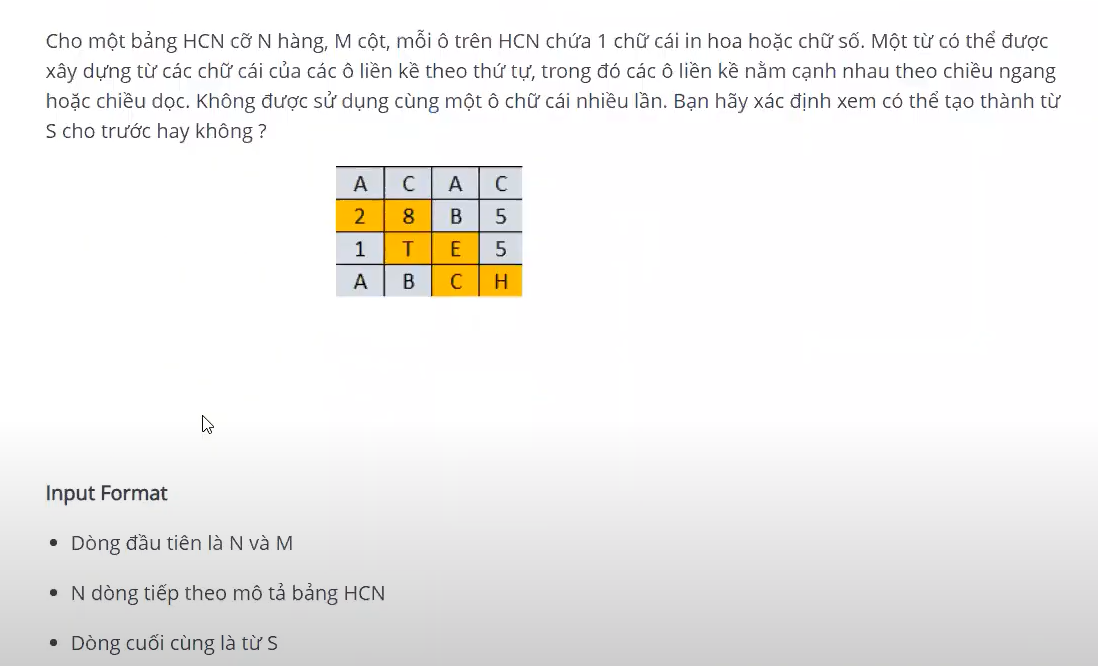 Cho một bảng HCN cỡ N hàng, M cột, mỗi ô trên HCN chứa 1 chữ cái in hoa hoặc chữ số. Một từ có thể được
xây dựng từ các chữ cái của các ô liền kề theo thứ tự, trong đó các ô liền kề nằm cạnh nhau theo chiều ngang
hoặc chiều dọc. Không được sử dụng cùng một ô chữ cái nhiều lần. Bạn hãy xác định xem có thể tạo thành từ
S cho trước hay không ?
A C A C
2 8 B 5
1 T E 5
A B C H
Input Format
• Dòng đầu tiên là N và M
• N dòng tiếp theo mô tả bảng HCN
• Dòng cuối cùng là từ S